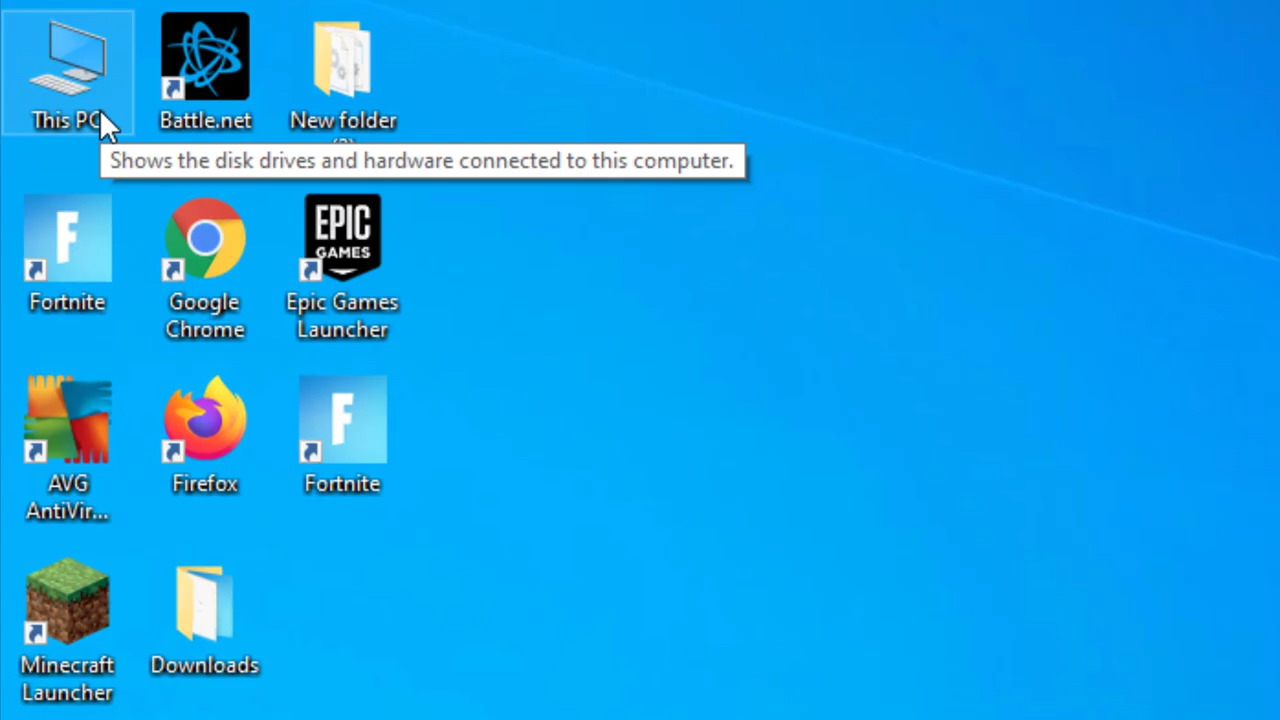 This PC
Battle.net
New folder
Shows the disk drives and hardware connected to this computer.
F
Fortnite
Google
Chrome
EPIC
GAMES
Epic Games
Launcher
AVG
AntiVir...
Firefox
F
Fortnite
Minecraft
Launcher
Downloads